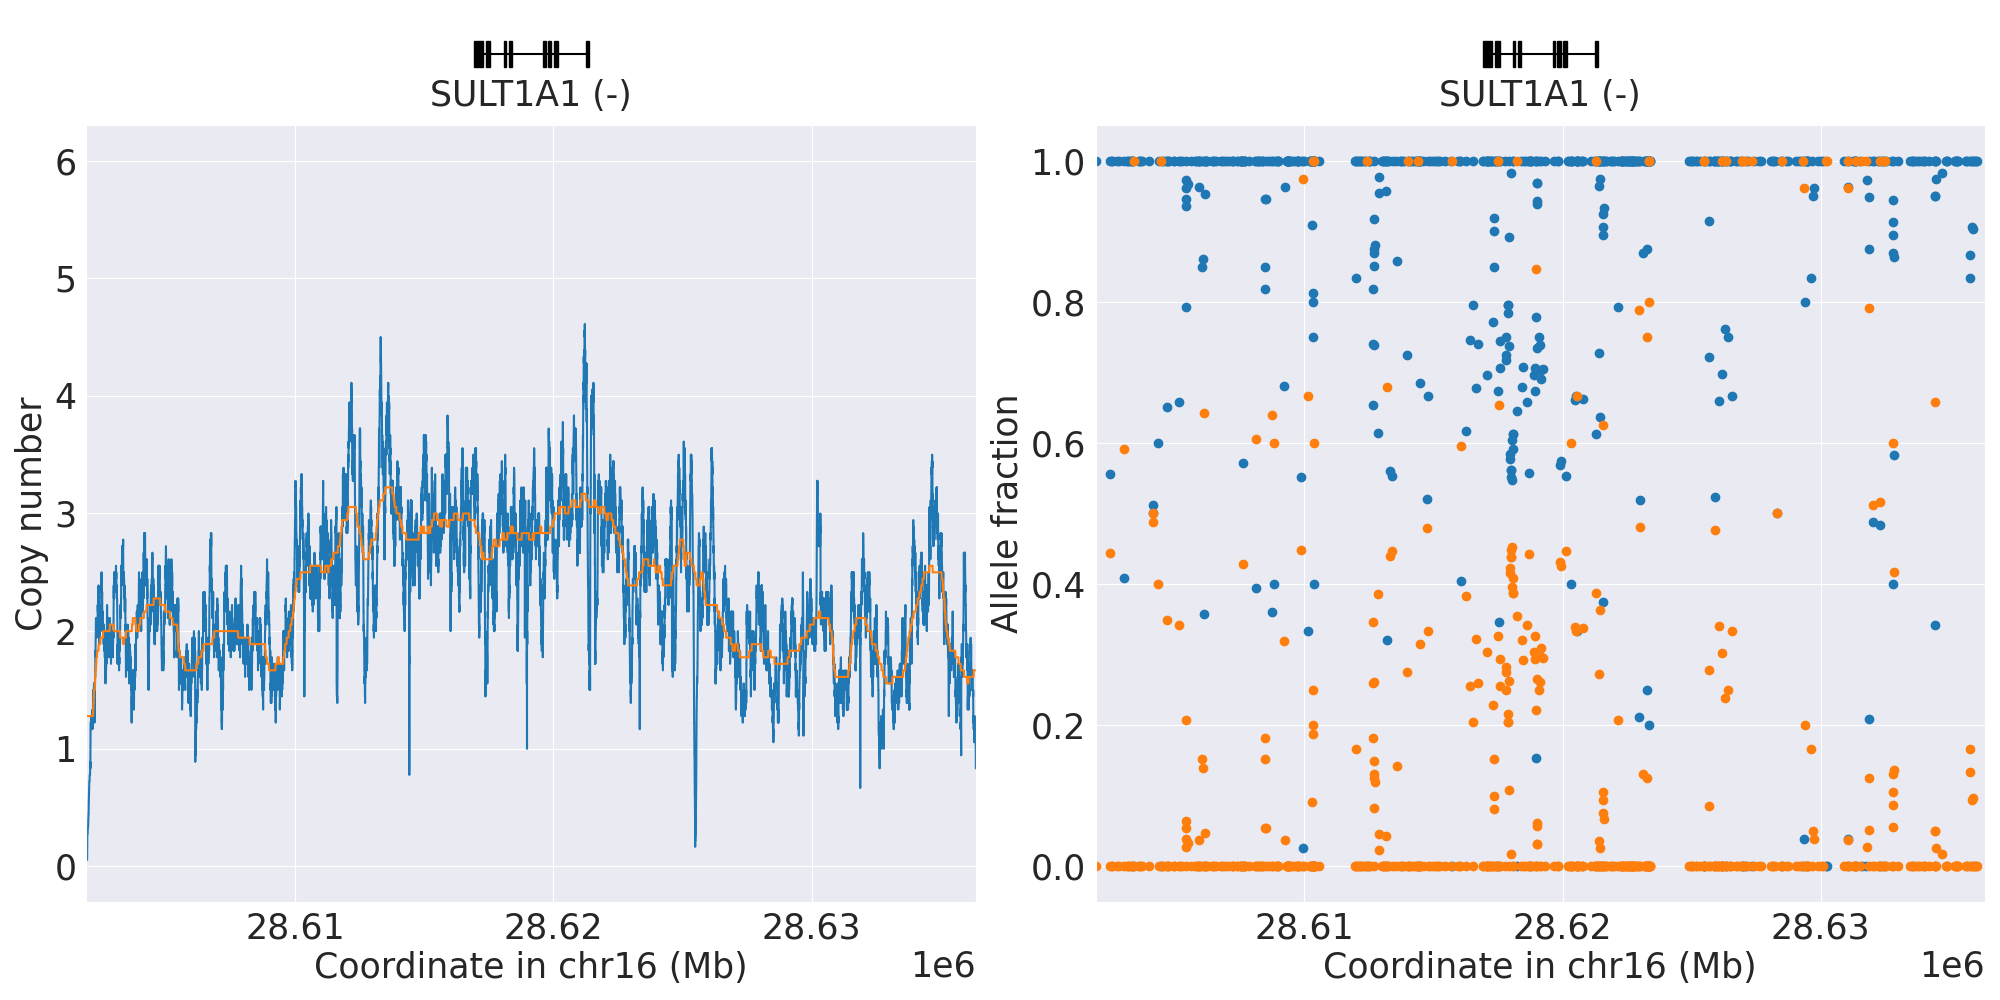 SULT1A1 (-)
6
5
4
3
2
1
0
Copy number
28.61
28.62
28.63
Coordinate in chr16 (Mb)
1e6
SULT1A1 (-)
1.0
0.8
0.6
0.4
0.2
0.0
Allele fraction
28.61
28.62
28.63
Coordinate in chr16 (Mb)
1e6